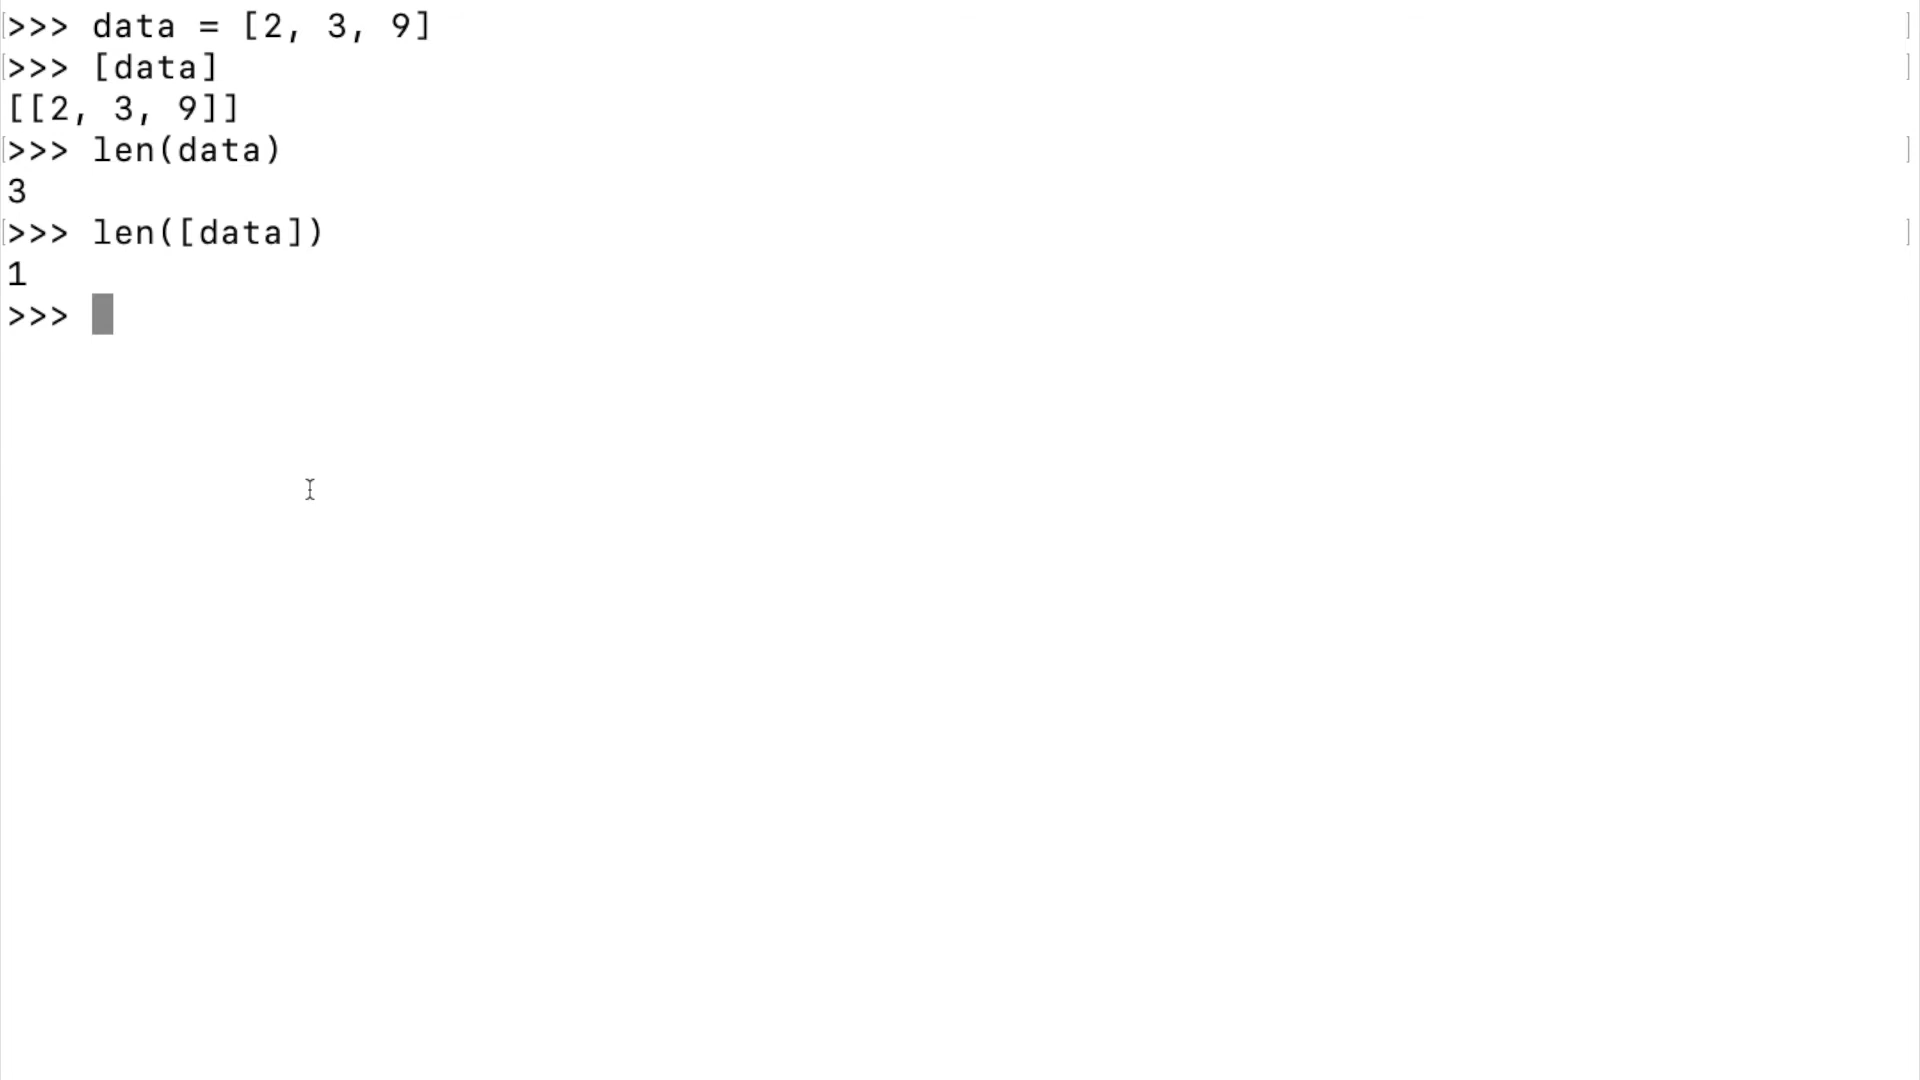 >>> data = [2, 3, 9]
>>> [data]
[[2, 3, 9]]
>>> len(data)
3
>>> len([data])
1
>>>